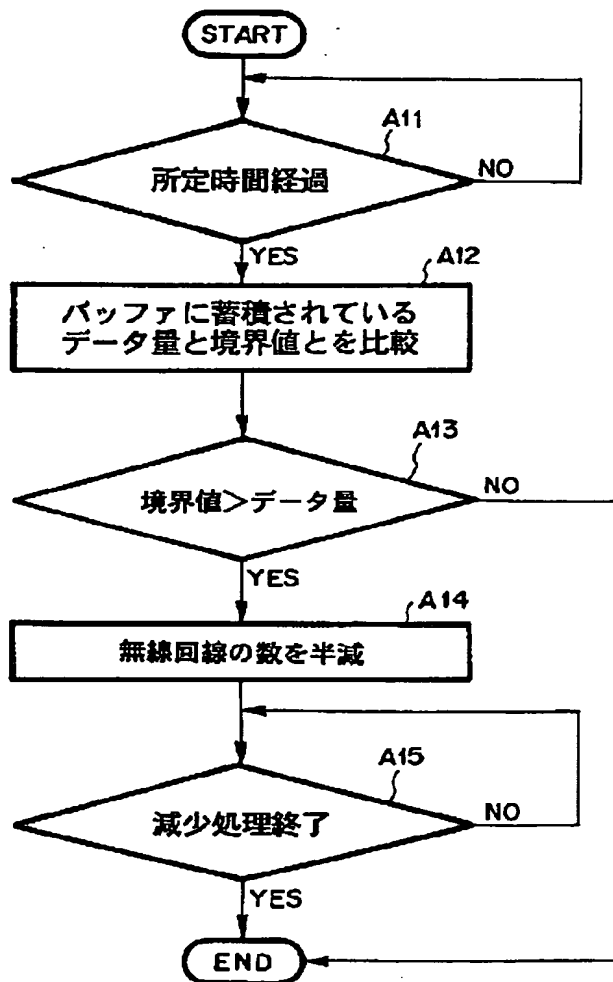 START
A11
所定時間経過
NO
YES
A12
バッファに蓄積されている
データ量と境界値とを比較
A13
境界値>データ量
NO
YES
A14
無線回線の数を半減
A15
減少処理終了
NO
YES
END